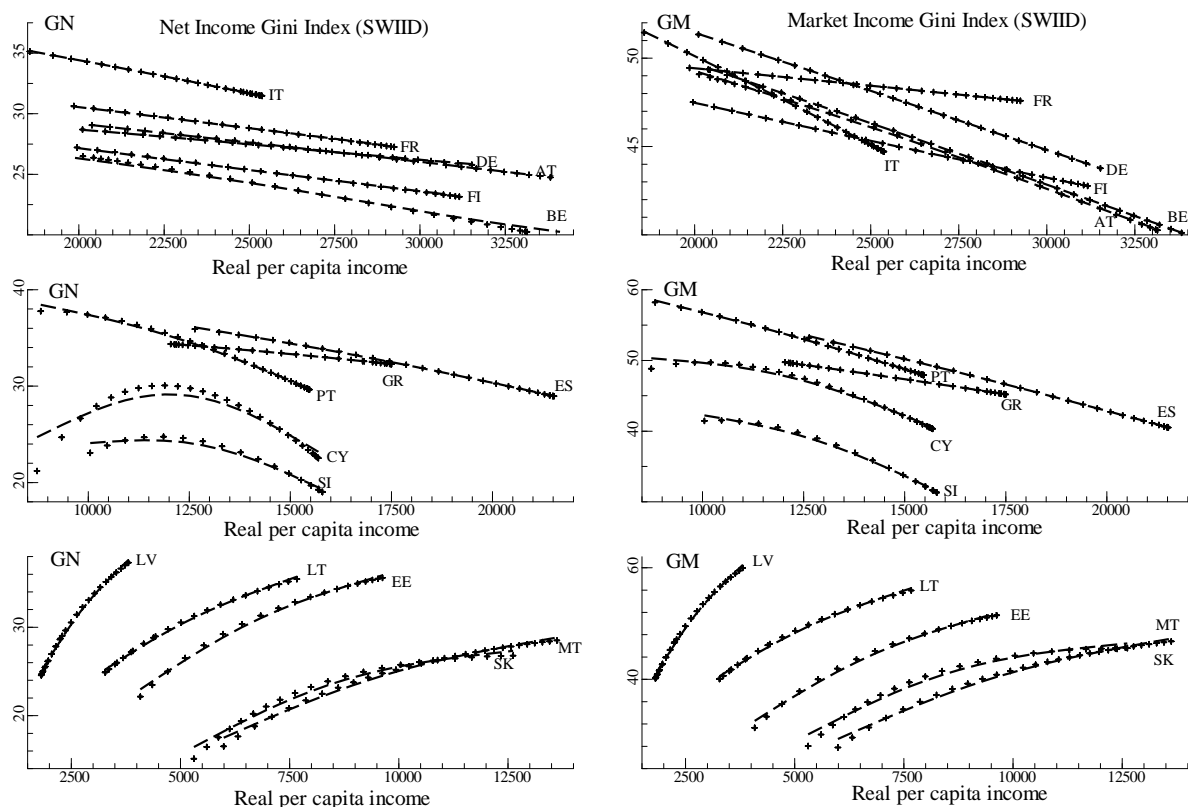 GN
Net Income Gini Index (SWIID)
35
30
25
IT
FR
DE
AT
FI
BE
20000 22500 25000 27500 30000 32500
Real per capita income
GM
Market Income Gini Index (SWIID)
50
45
FR
IT
DE
FI
AT
BE
20000 22500 25000 27500 30000 32500
Real per capita income
GN
40
30
20
PT
GR
ES
CY
SI
10000 12500 15000 17500 20000
Real per capita income
GM
60
50
40
PT
GR
ES
CY
SI
10000 12500 15000 17500 20000
Real per capita income
GN
38
28
18
LV
LT
EE
SK
MT
2500 5000 7500 10000 12500
Real per capita income
GM
60
40
LV
LT
EE
MT
SK
2500 5000 7500 10000 12500
Real per capita income